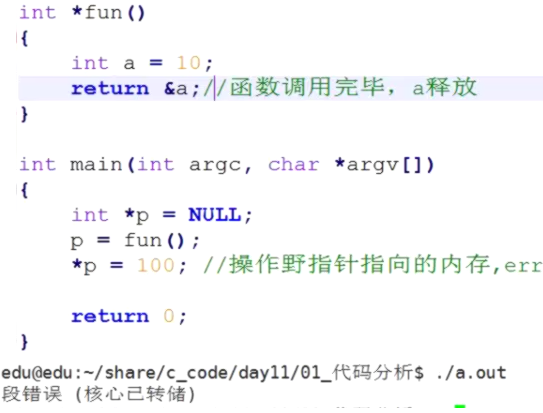 int *fun()
{
    int a = 10;
    return &a;//函数调用完毕，a释放
}

int main(int argc, char *argv[])
{
    int *p = NULL;
    p = fun();
    *p = 100; //操作野指针指向的内存,err

    return 0;
}
edu@edu:~/share/c_code/day11/01_代码分析$ ./a.out
段错误 (核心已转储)